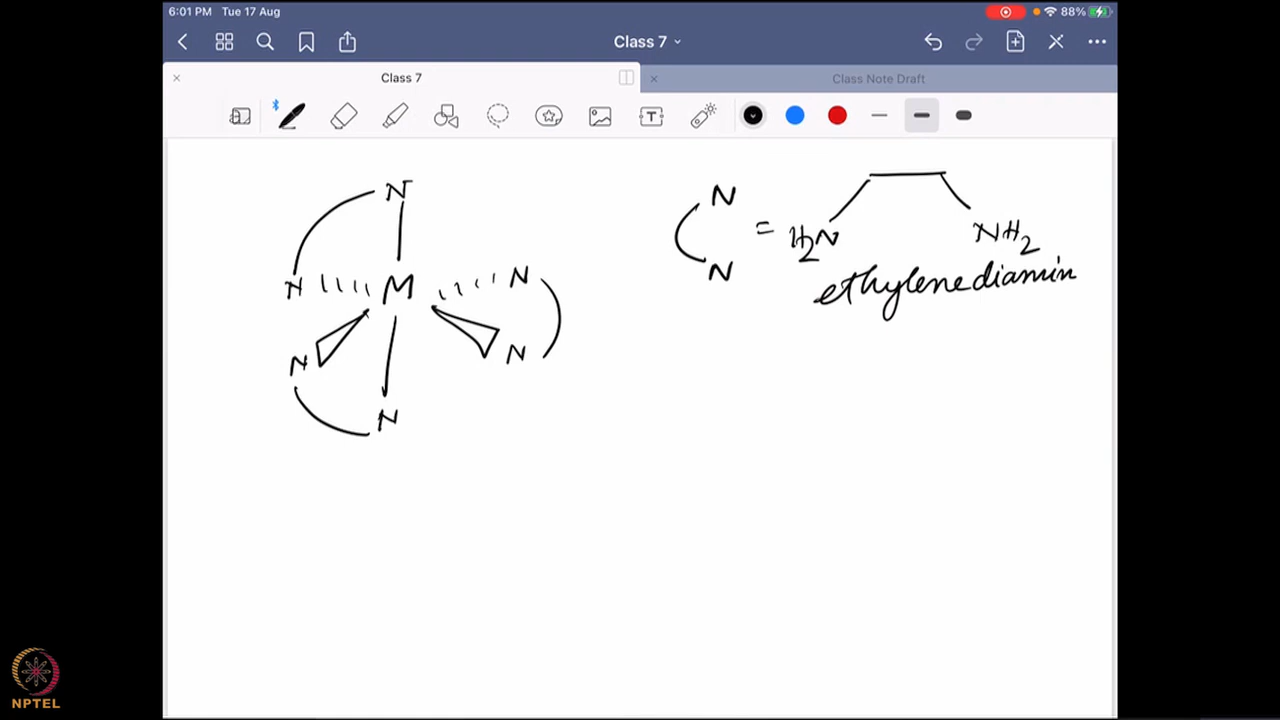 6:01 PM Tue 17 Aug
88%
Class 7
Class 7
Class Note Draft
T
N
N M N
N N
N
N
N
= H2N NH2
ethylenediamin
NPTEL